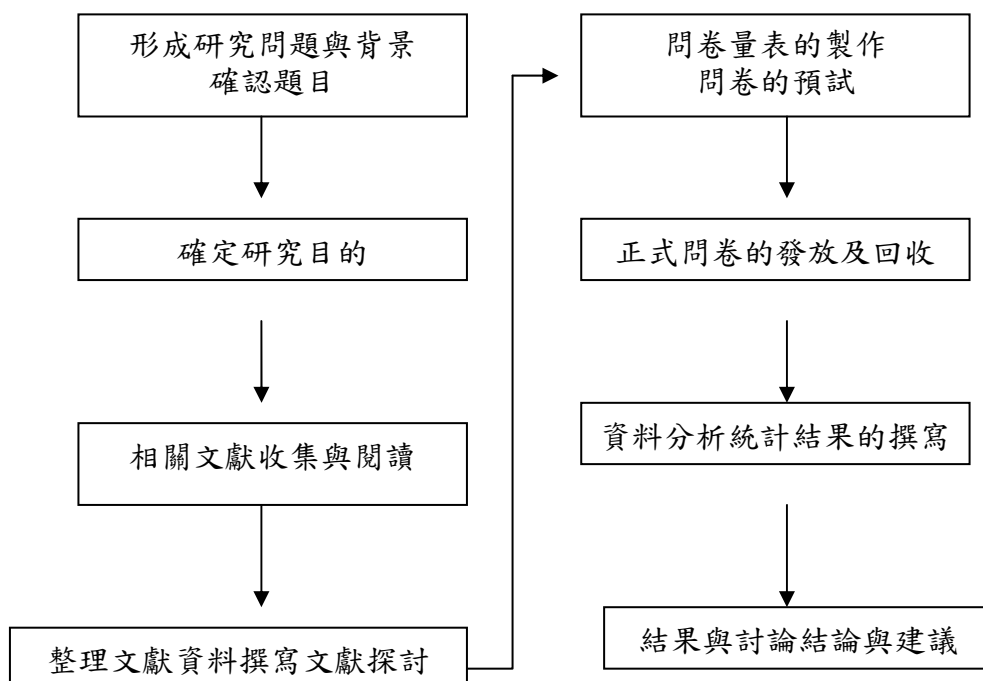 形成研究問題與背景
確認題目
確定研究目的
相關文獻收集與閱讀
整理文獻資料撰寫文獻探討
問卷量表的製作
問卷的預試
正式問卷的發放及回收
資料分析統計結果的撰寫
結果與討論結論與建議